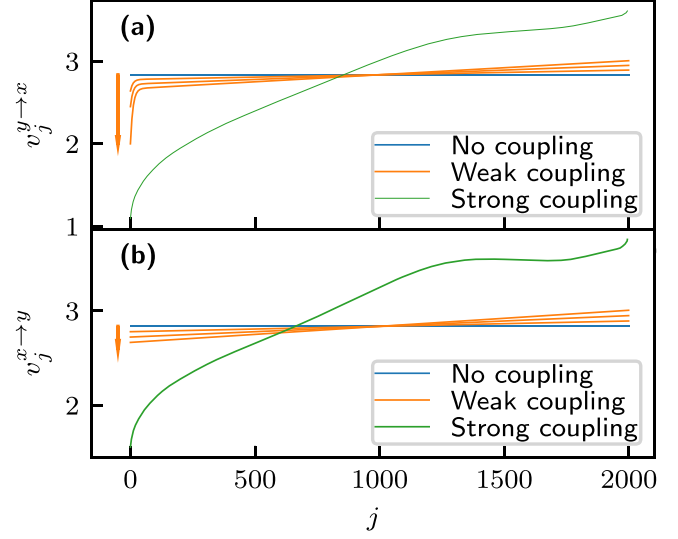 (a)
3
2
1
v_j^{y→x}
No coupling
Weak coupling
Strong coupling
(b)
3
2
v_j^{x→y}
No coupling
Weak coupling
Strong coupling
0 500 1000 1500 2000
j